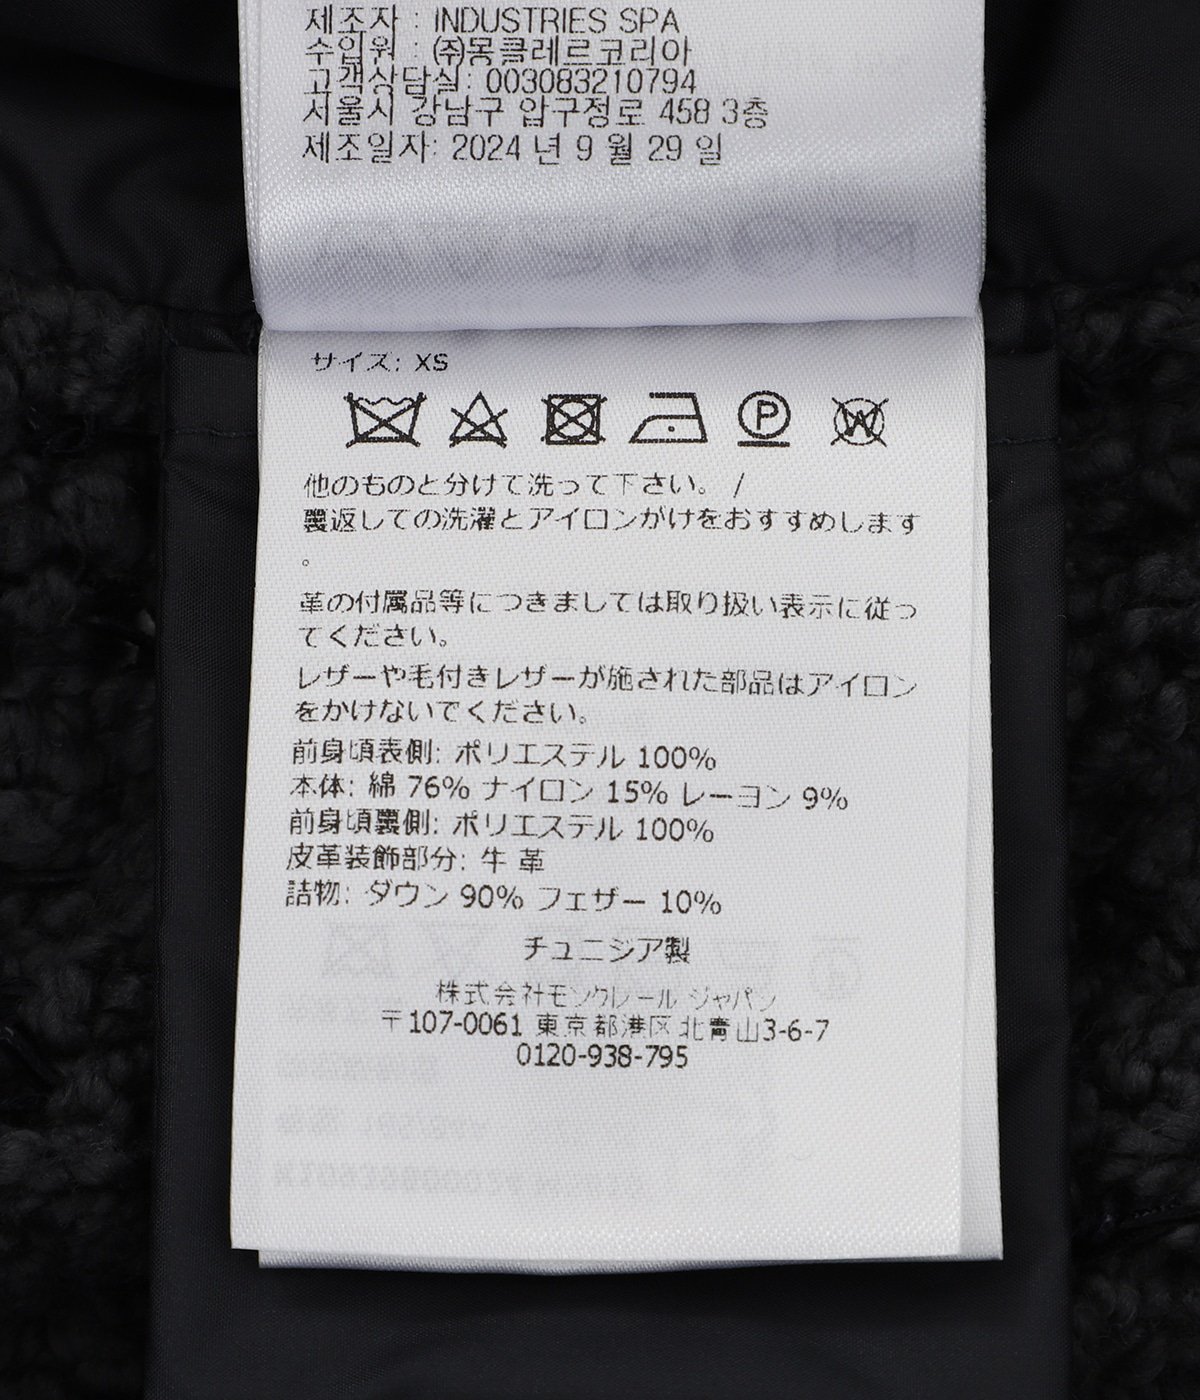 제조자 : INDUSTRIES SPA
수입원 : ㈜몽클레르코리아
고객상담실: 003083210794
서울시 강남구 압구정로 458 3층
제조일자: 2024 년 9 월 29 일
サイズ: XS
P
W
他のものと分けて洗って下さい。 /
裏返しての洗濯とアイロンがけをおすすめします
。
革の付属品等につきましては取り扱い表示に従っ
てください。
レザーや毛付きレザーが施された部品はアイロン
をかけないでください。
前身頃表側: ポリエステル 100%
本体: 綿 76% ナイロン 15% レーヨン 9%
前身頃裏側: ポリエステル 100%
皮革装飾部分: 牛 革
詰物: ダウン 90% フェザー 10%
チュニジア製
株式会社モンクレール ジャパン
〒107-0061 東京都港区北青山3-6-7
0120-938-795